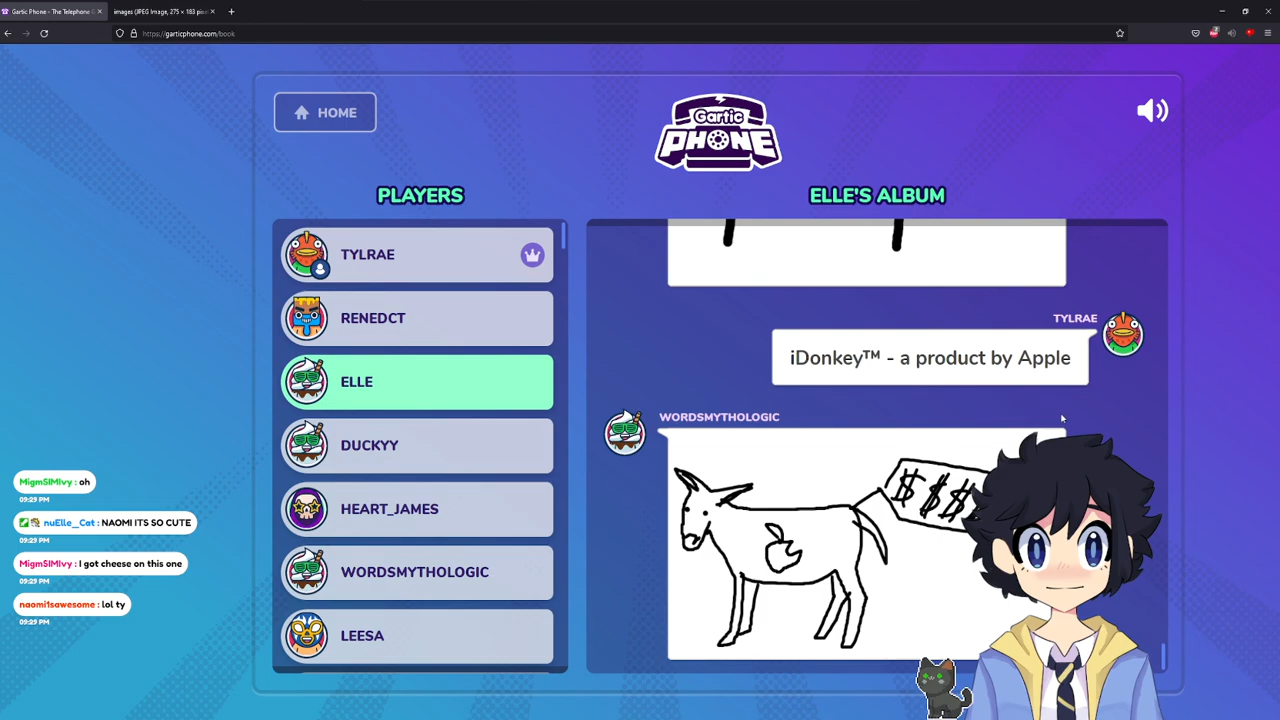 Gartic Phone - The Telephone G
images (JPEG Image, 275 × 183 pixel
https://garticphone.com/book
HOME
Gartic
PHONE
PLAYERS
TYLRAE
RENEDCT
ELLE
DUCKYY
HEART_JAMES
WORDSMYTHOLOGIC
LEESA
ELLE'S ALBUM
TYLRAE
iDonkey™ - a product by Apple
WORDSMYTHOLOGIC
$$$
MigmSIMIvy : oh
09:29 PM
nuElle_Cat : NAOMI ITS SO CUTE
09:29 PM
MigmSIMIvy : I got cheese on this one
09:29 PM
naomi1sawesome : lol ty
09:29 PM